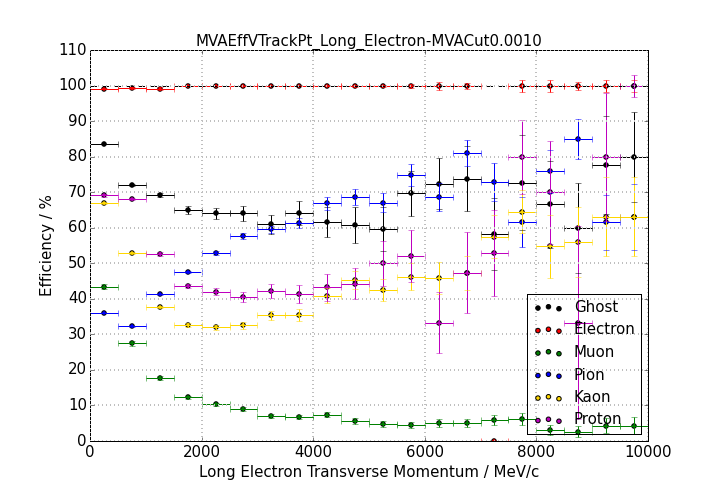 MVAEffVTrackPt_Long_Electron-MVACut0.0010
Efficiency / %
110
100
90
80
70
60
50
40
30
20
10
0
Ghost
Electron
Muon
Pion
Kaon
Proton
0 2000 4000 6000 8000 10000
Long Electron Transverse Momentum / MeV/c